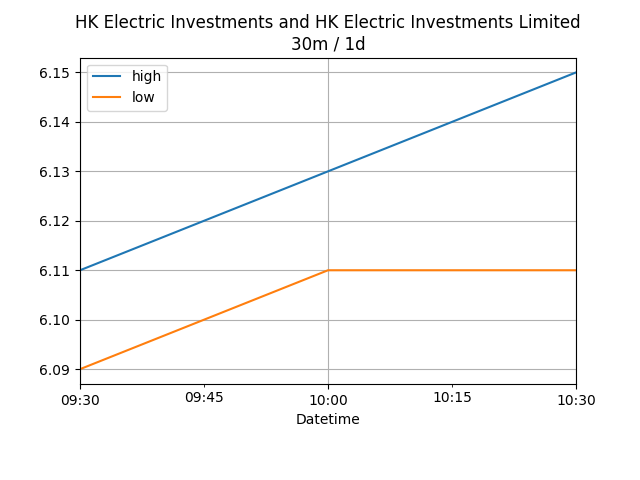 HK Electric Investments and HK Electric Investments Limited
30m / 1d
high
low
6.15
6.14
6.13
6.12
6.11
6.10
6.09
09:30
09:45
10:00
10:15
10:30
Datetime